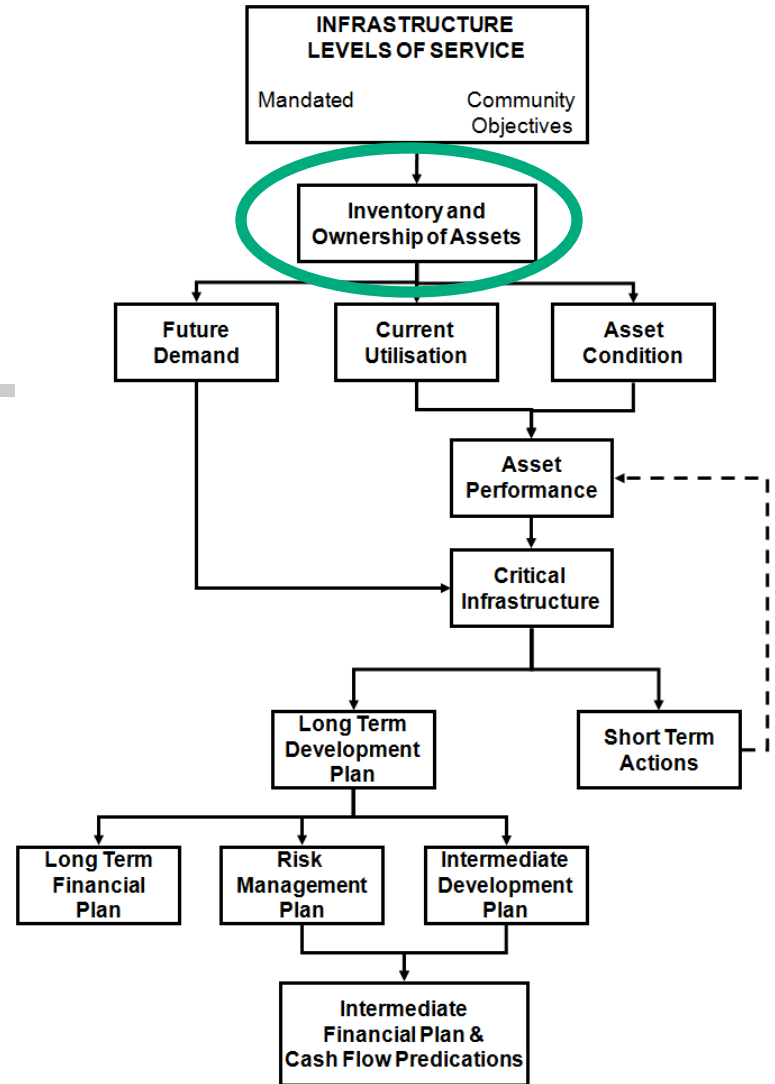 INFRASTRUCTURE
LEVELS OF SERVICE
Mandated
Community
Objectives
Inventory and
Ownership of Assets
Future
Demand
Current
Utilisation
Asset
Condition
Asset
Performance
Critical
Infrastructure
Long Term
Development
Plan
Short Term
Actions
Long Term
Financial
Plan
Risk
Management
Plan
Intermediate
Development
Plan
Intermediate
Financial Plan &
Cash Flow Predications